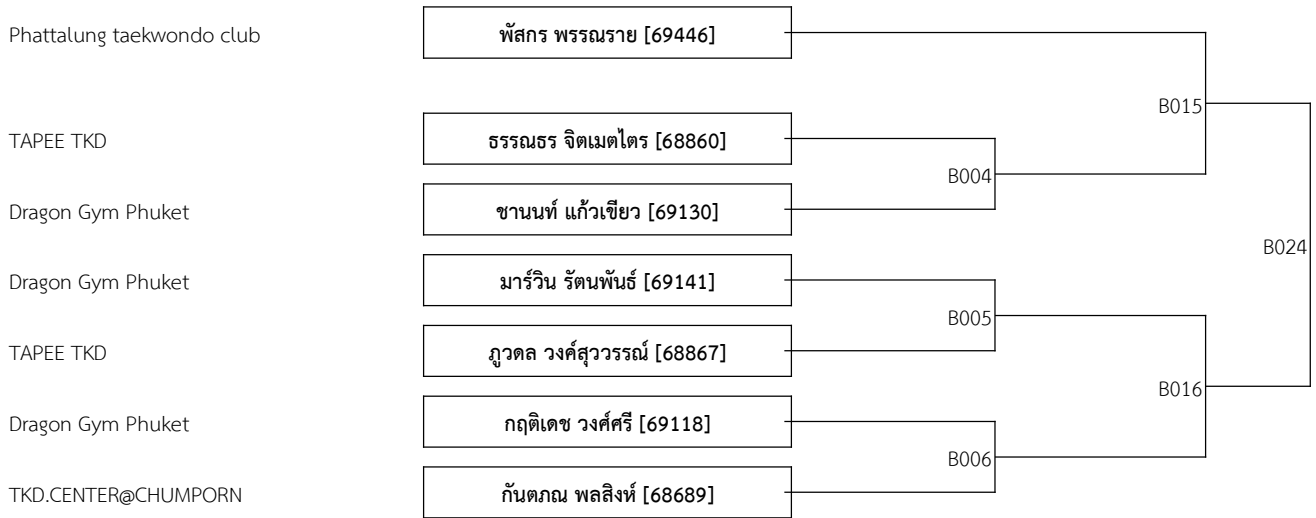 Phattalung taekwondo club
พัสกร พรรณราย [69446]
B015
TAPEE TKD
ธรรณธร จิตเมตไตร [68860]
B004
Dragon Gym Phuket
ชานนท์ แก้วเขียว [69130]
B024
Dragon Gym Phuket
มาร์วิน รัตนพันธ์ [69141]
B005
TAPEE TKD
ภูวดล วงค์สุววรรณ์ [68867]
B016
Dragon Gym Phuket
กฤติเดช วงศ์ศรี [69118]
B006
TKD.CENTER@CHUMPORN
กันตภณ พลสิงห์ [68689]